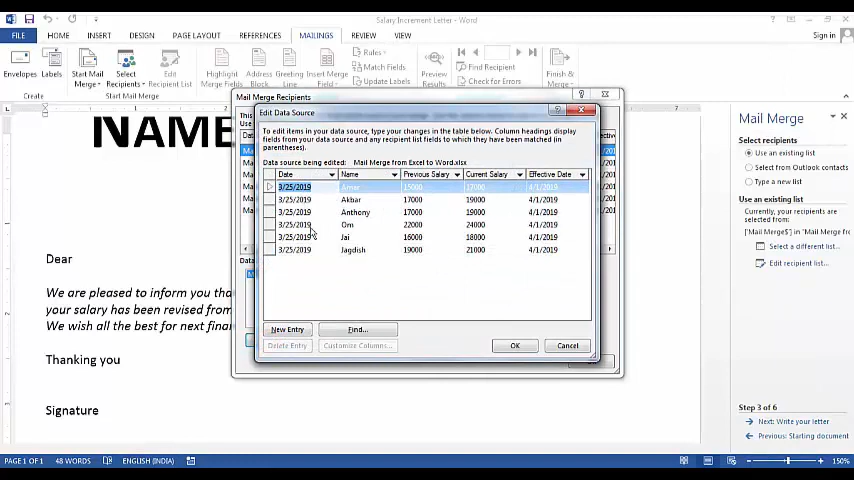 Salary Increment Letter - Word
FILE HOME INSERT DESIGN PAGE LAYOUT REFERENCES MAILINGS REVIEW VIEW Sign in
Envelopes Labels
Start Mail Merge
Select Recipients
Edit Recipient List
Highlight Merge Fields
Address Block
Greeting Line
Insert Merge Field
Rules
Match Fields
Update Labels
Preview Results
Find Recipient
Check for Errors
Finish & Merge
Create Start Mail Merge
Mail Merge Recipients
Edit Data Source
To edit items in your data source, type your changes in the table below. Column headings display
fields from your data source and any recipient list fields to which they have been matched (in
parentheses).
Data source being edited: Mail Merge from Excel to Word.xlsx
Date Name Previous Salary Current Salary Effective Date
3/25/2019 Amar 15000 17000 4/1/2019
3/25/2019 Akbar 17000 19000 4/1/2019
3/25/2019 Anthony 17000 19000 4/1/2019
3/25/2019 Om 22000 24000 4/1/2019
3/25/2019 Jai 16000 18000 4/1/2019
3/25/2019 Jagdish 19000 21000 4/1/2019
New Entry Find...
Delete Entry Customize Columns...
OK Cancel
NAME
Dear
We are pleased to inform you tha
your salary has been revised from
We wish all the best for next finan
Thanking you
Signature
Mail Merge
Select recipients
Use an existing list
Select from Outlook contacts
Type a new list
Use an existing list
Currently, your recipients are
selected from:
['Mail Merge$'] in "Mail Merge fro
Select a different list...
Edit recipient list...
Step 3 of 6
Next: Write your letter
Previous: Starting document
PAGE 1 OF 1 48 WORDS ENGLISH (INDIA) 150%